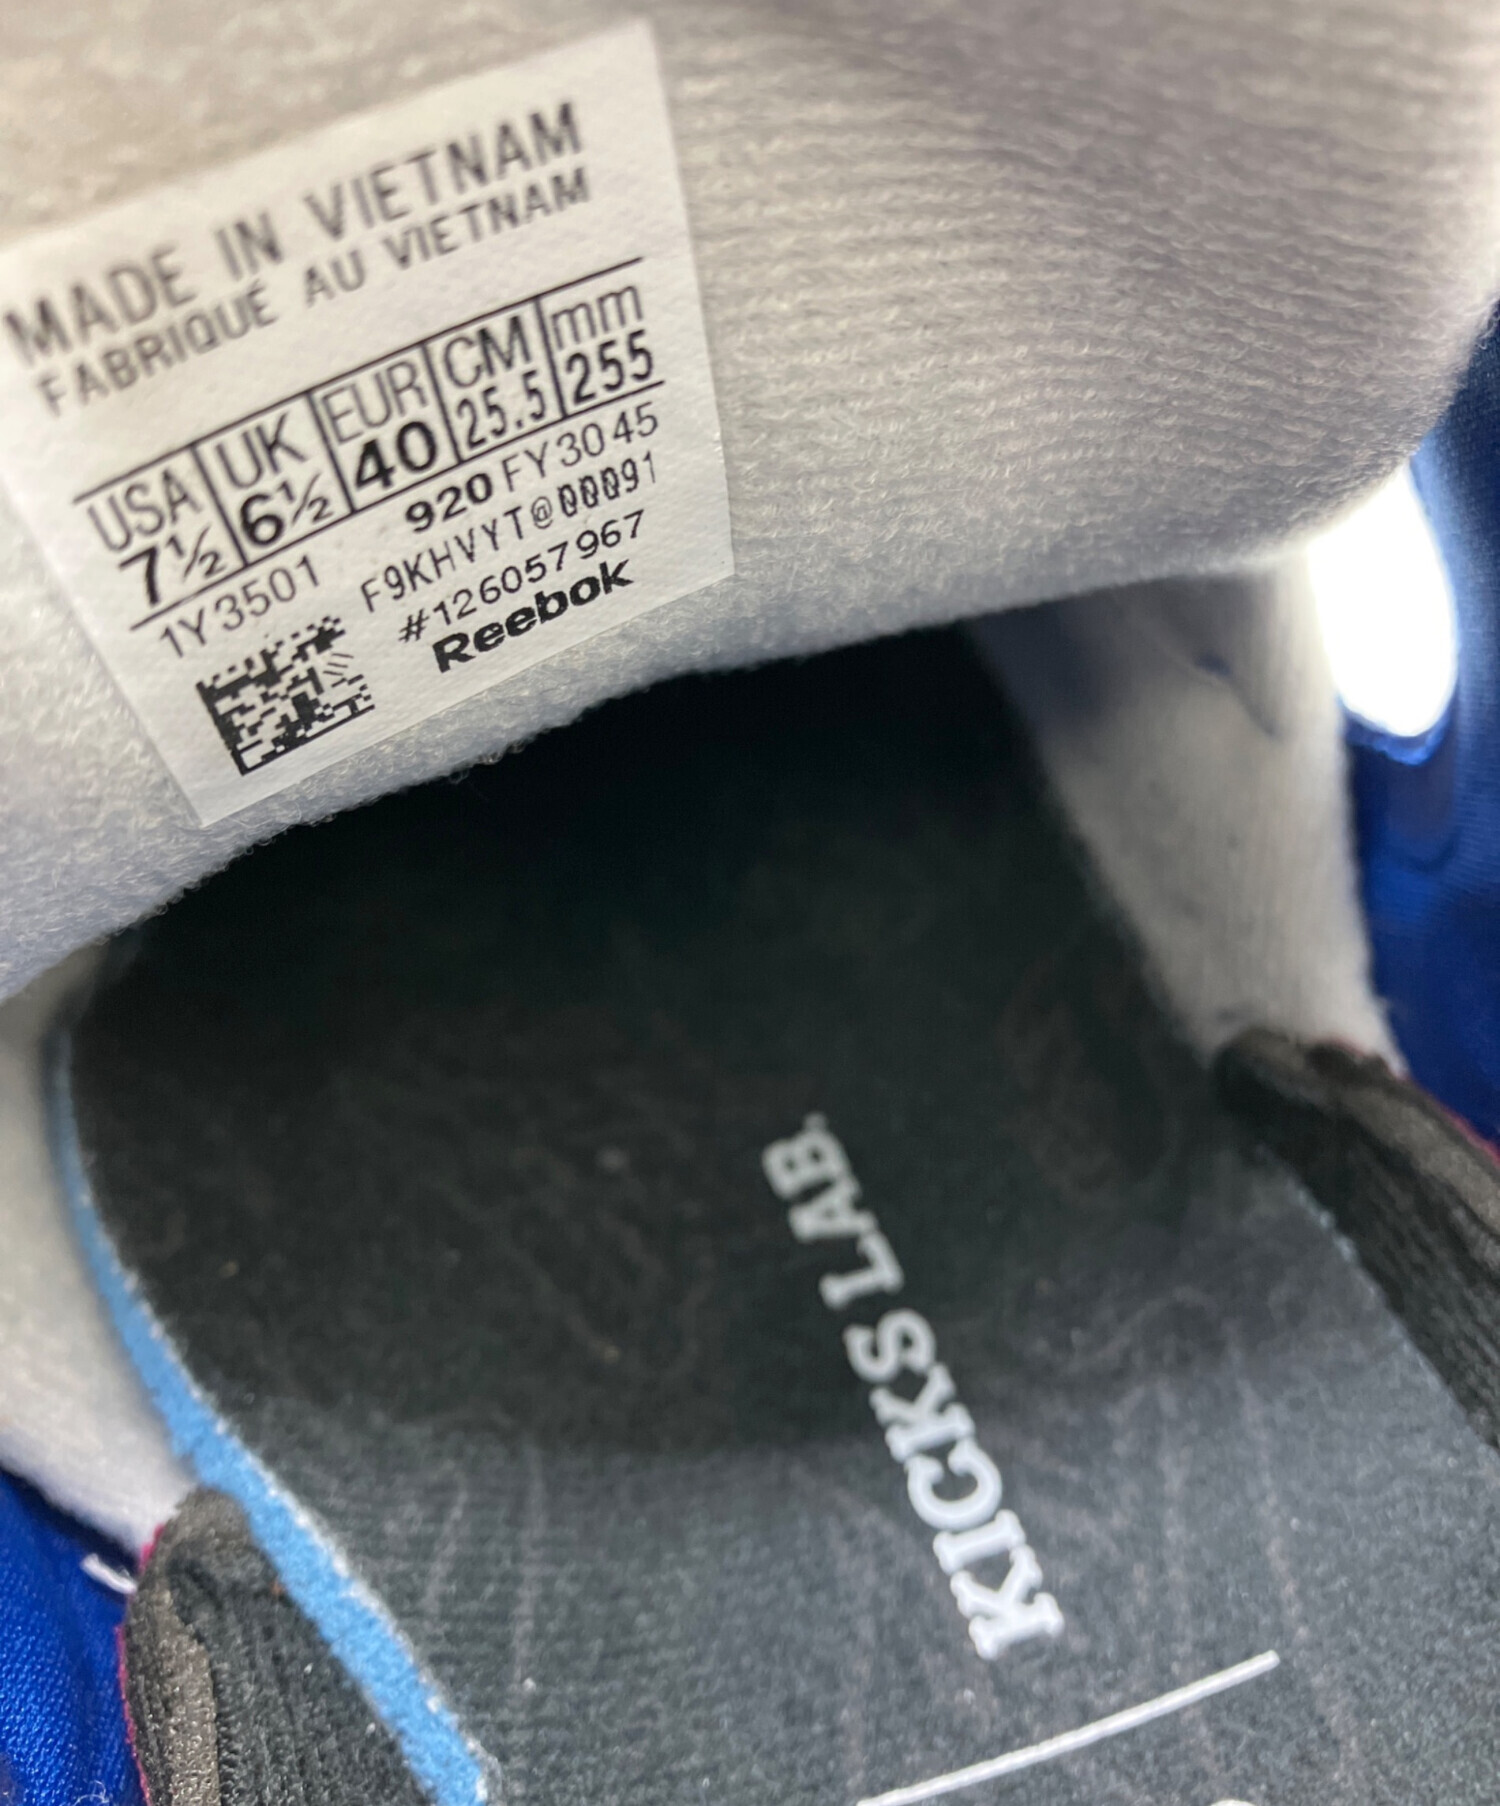 MADE IN VIETNAM
FABRIQUÉ AU VIETNAM
USA UK EUR CM mm
7½ 6½ 40 25.5 255
920 FY3045
1Y3501 F9KHVYT@00091
#126057967
Reebok
KICKS LAB.